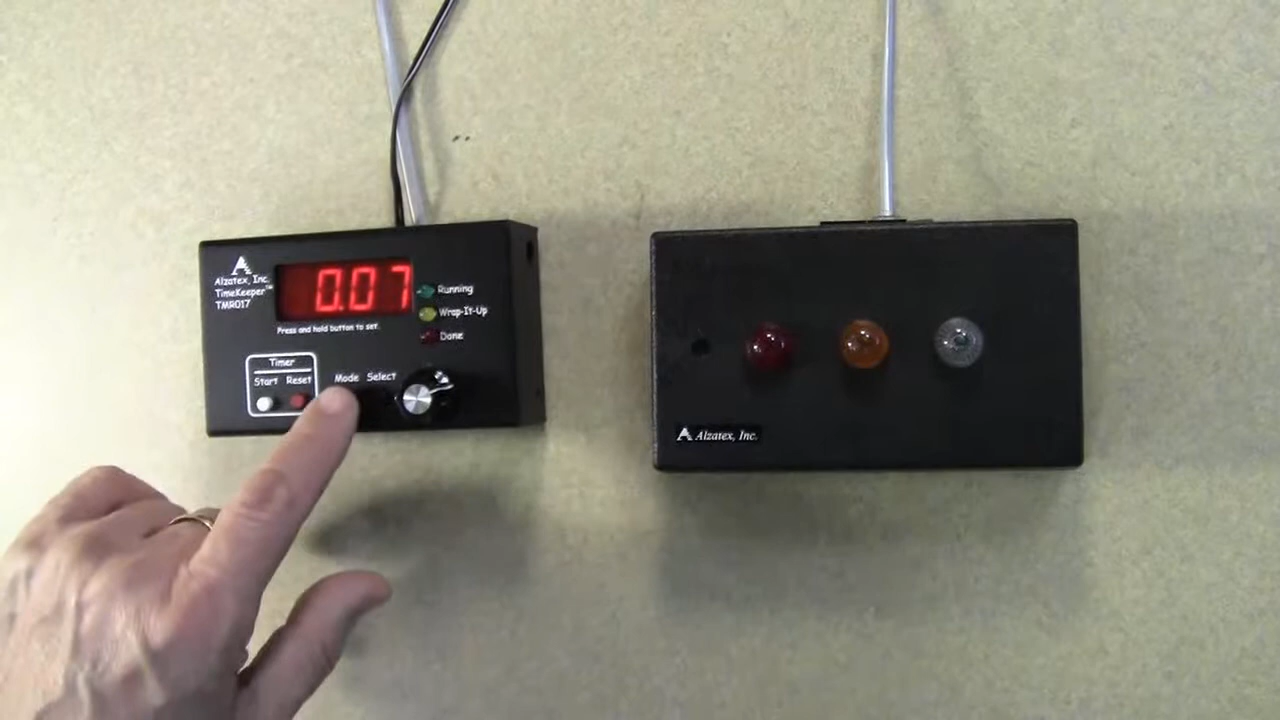 Alzatex, Inc.
TimeKeeper™
TMR017
0.07
Running
Wrap-It-Up
Done
Press and hold button to set.
Timer
Start Reset
Mode Select
Alzatex, Inc.